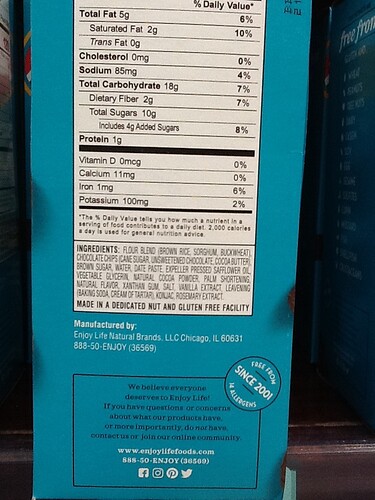 % Daily Value*
Total Fat 5g 6%
Saturated Fat 2g 10%
Trans Fat 0g
Cholesterol 0mg 0%
Sodium 85mg 4%
Total Carbohydrate 18g 7%
Dietary Fiber 2g 7%
Total Sugars 10g
Includes 4g Added Sugars 8%
Protein 1g
Vitamin D 0mcg 0%
Calcium 11mg 0%
Iron 1mg 6%
Potassium 100mg 2%
*The % Daily Value tells you how much a nutrient in a
serving of food contributes to a daily diet. 2,000 calories
a day is used for general nutrition advice.
INGREDIENTS: FLOUR BLEND (BROWN RICE, SORGHUM, BUCKWHEAT),
CHOCOLATE CHIPS (CANE SUGAR, UNSWEETENED CHOCOLATE, COCOA BUTTER),
BROWN SUGAR, WATER, DATE PASTE, EXPELLER PRESSED SAFFLOWER OIL,
VEGETABLE GLYCERIN, NATURAL COCOA POWDER, PALM SHORTENING,
NATURAL FLAVOR, XANTHAN GUM, SALT, VANILLA EXTRACT, LEAVENING
(BAKING SODA, CREAM OF TARTAR), KONJAC, ROSEMARY EXTRACT.
MADE IN A DEDICATED NUT AND GLUTEN FREE FACILITY
Manufactured by:
Enjoy Life Natural Brands, LLC Chicago, IL 60631
888-50-ENJOY (36569)
FREE FROM
SINCE 2001
14 ALLERGENS
We believe everyone
deserves to Enjoy Life!
If you have questions or concerns
about what our products have,
or more importantly, do not have,
contact us or join our online community.
www.enjoylifefoods.com
888-50-ENJOY (36569)
free from